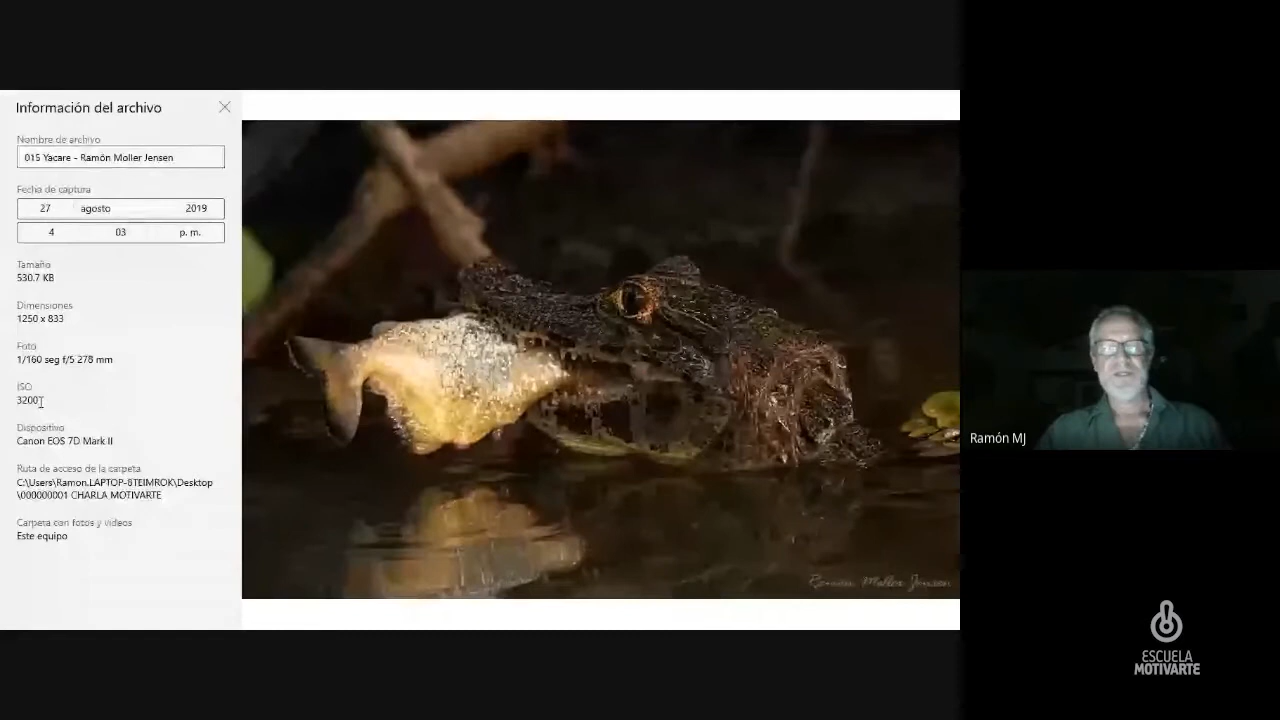 Información del archivo
Nombre de archivo
015 Yacare - Ramón Moller Jensen
Fecha de captura
27 agosto 2019
4 03 p. m.
Tamaño
530.7 KB
Dimensiones
1250 x 833
Foto
1/160 seg f/5 278 mm
ISO
3200
Dispositivo
Canon EOS 7D Mark II
Ruta de acceso de la carpeta
C:\Users\Ramon.LAPTOP-8TEIMROK\Desktop
\000000001 CHARLA MOTIVARTE
Carpeta con fotos y videos
Este equipo
Ramón Moller Jensen
Ramón MJ
ESCUELA
MOTIVARTE